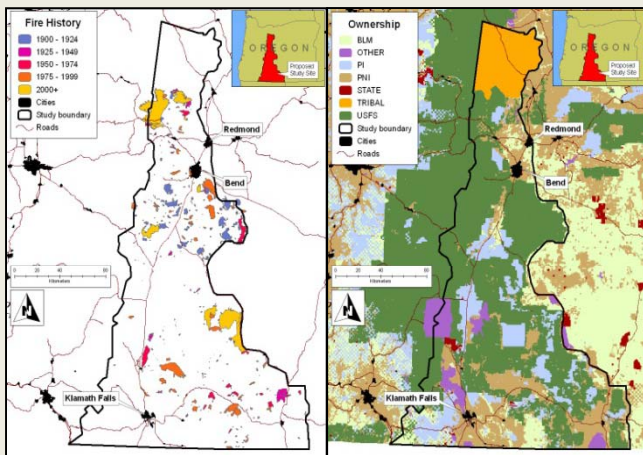 Fire History
1900 - 1924
1925 - 1949
1950 - 1974
1975 - 1999
2000+
Cities
Study boundary
Roads
OREGON
Proposed
Study Site
Redmond
Bend
Klamath Falls
Kilometers
N
Ownership
BLM
OTHER
PI
PNI
STATE
TRIBAL
USFS
Study boundary
Cities
Roads
OREGON
Proposed
Study Site
Redmond
Bend
Klamath Falls
Kilometers
N